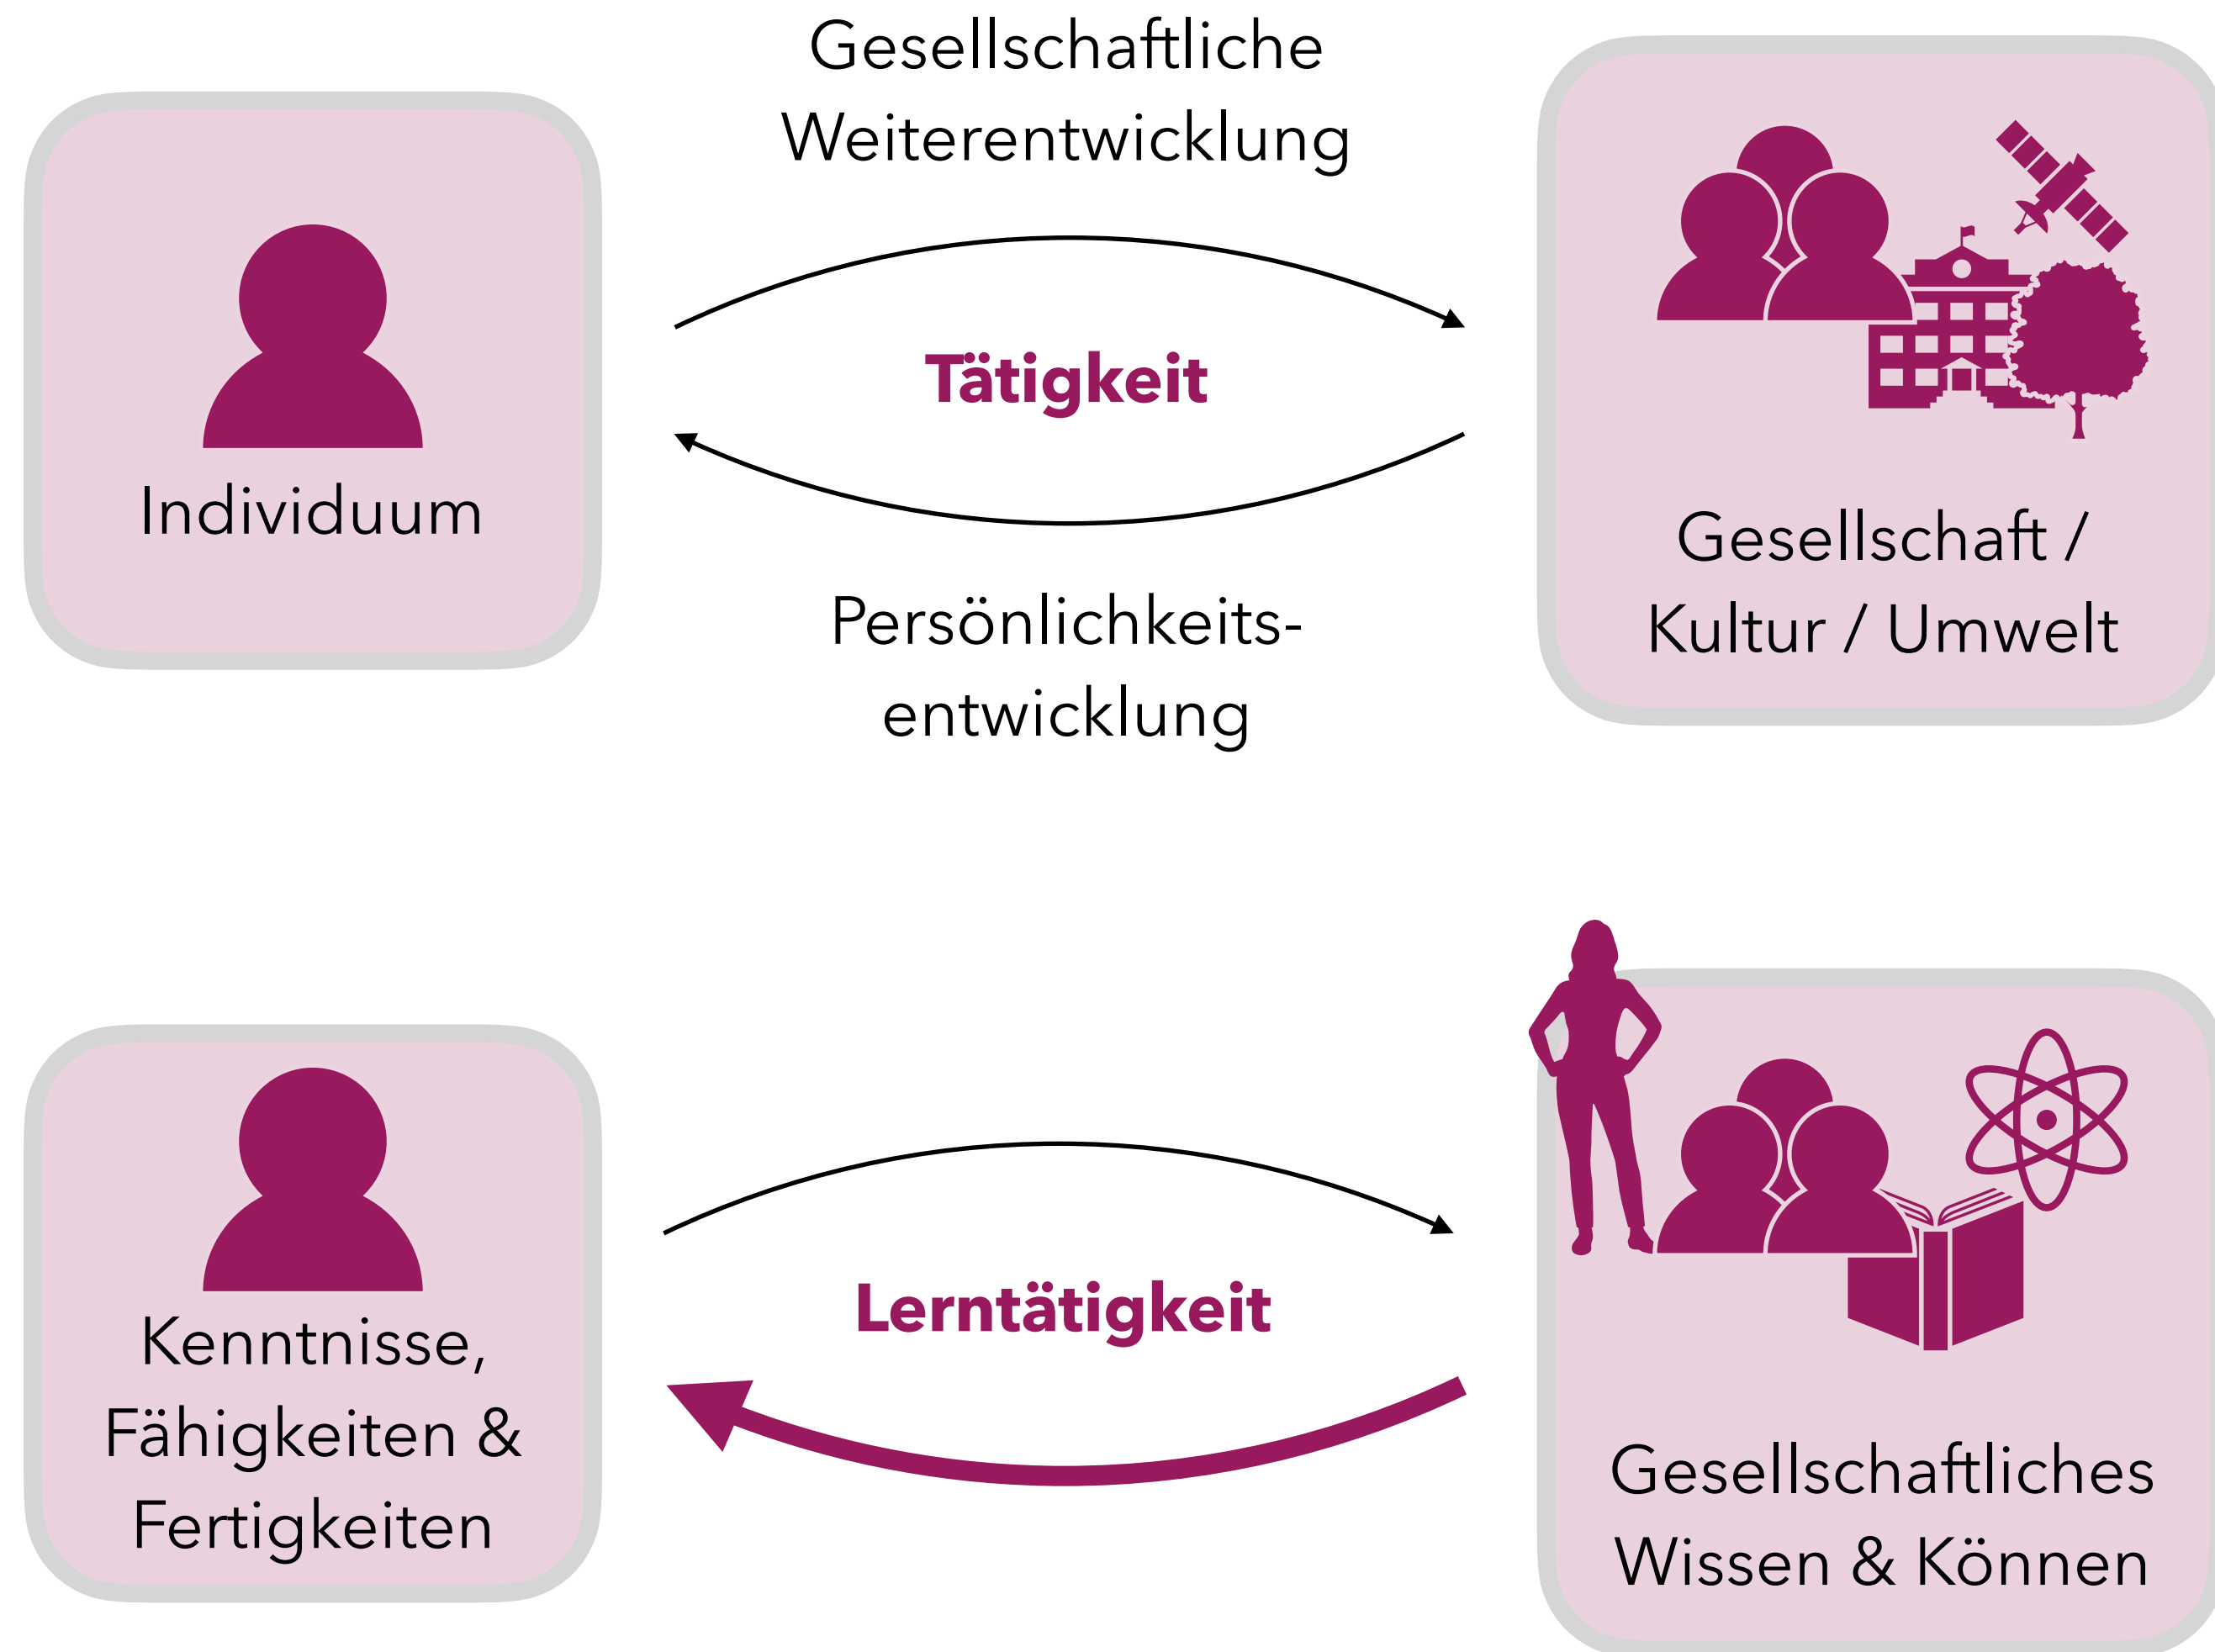 Gesellschaftliche
Weiterentwicklung
Tätigkeit
Individuum
Persönlichkeits-
entwicklung
Gesellschaft /
Kultur / Umwelt
Lerntätigkeit
Kenntnisse,
Fähigkeiten &
Fertigkeiten
Gesellschaftliches
Wissen & Können